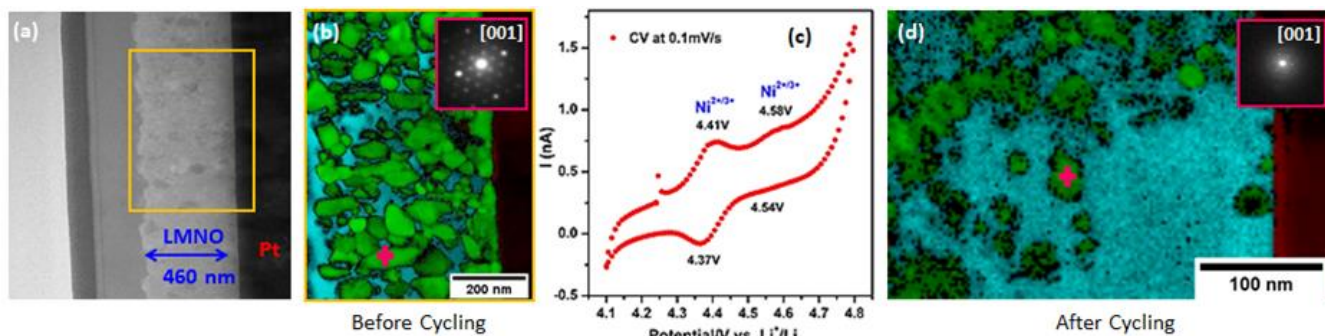 (a)
LMNO
460 nm
Pt
(b)
[001]
200 nm
Before Cycling
(c)
CV at 0.1mV/s
Ni2+/3+
4.41V
Ni2+/3+
4.58V
4.54V
4.37V
I (nA)
1.5
1.0
0.5
0.0
-0.5
4.1 4.2 4.3 4.4 4.5 4.6 4.7 4.8
Potential/V vs. Li+/Li
(d)
[001]
100 nm
After Cycling